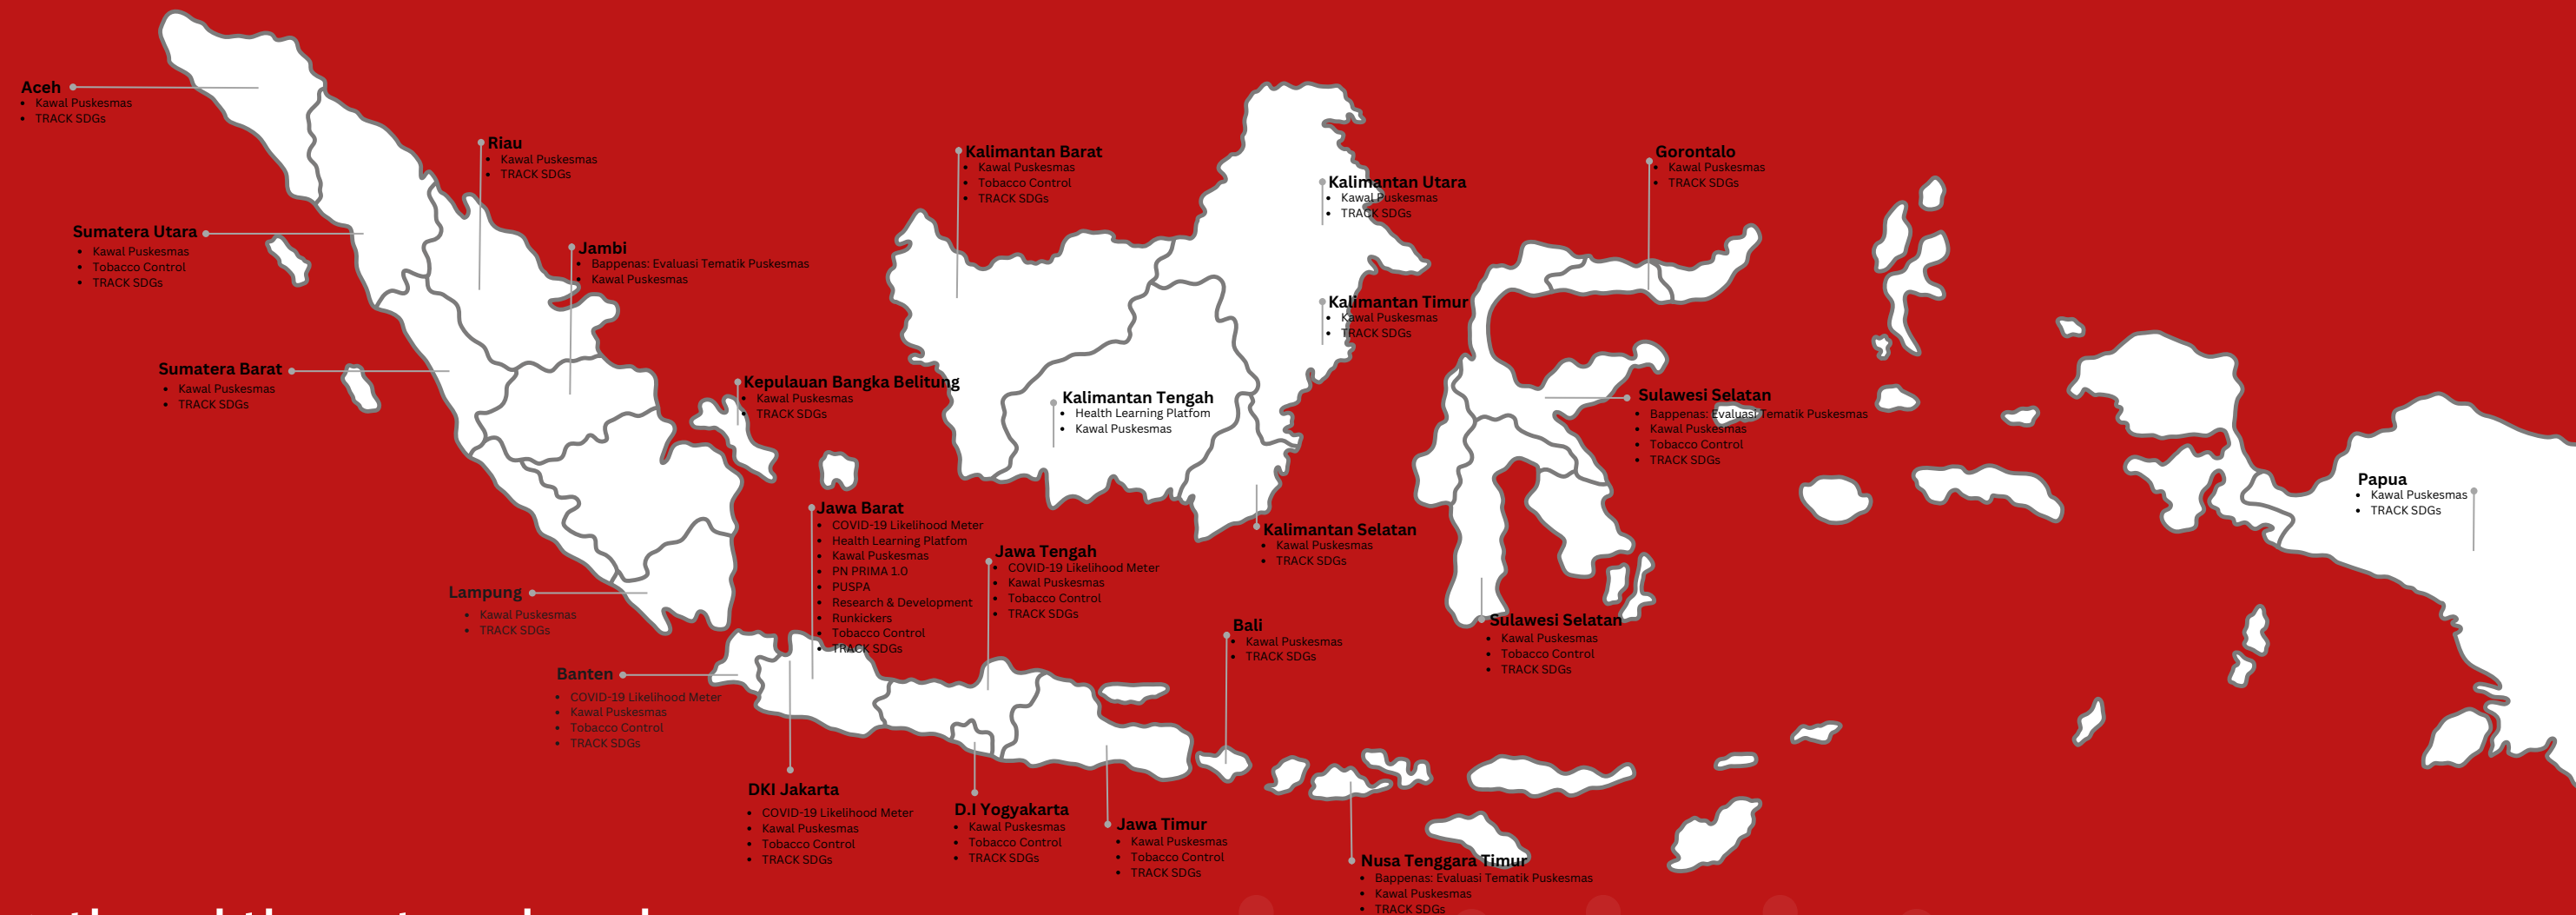 Aceh
• Kawal Puskesmas
• TRACK SDGs
Riau
• Kawal Puskesmas
• TRACK SDGs
Sumatera Utara
• Kawal Puskesmas
• Tobacco Control
• TRACK SDGs
Jambi
• Bappenas: Evaluasi Tematik Puskesmas
• Kawal Puskesmas
Sumatera Barat
• Kawal Puskesmas
• TRACK SDGs
Kepulauan Bangka Belitung
• Kawal Puskesmas
• TRACK SDGs
Lampung
• Kawal Puskesmas
• TRACK SDGs
Banten
• COVID-19 Likelihood Meter
• Kawal Puskesmas
• Tobacco Control
• TRACK SDGs
DKI Jakarta
• COVID-19 Likelihood Meter
• Kawal Puskesmas
• Tobacco Control
• TRACK SDGs
Jawa Barat
• COVID-19 Likelihood Meter
• Health Learning Platfom
• Kawal Puskesmas
• PN PRIMA 1.0
• PUSPA
• Research & Development
• Runkickers
• Tobacco Control
• TRACK SDGs
Jawa Tengah
• COVID-19 Likelihood Meter
• Kawal Puskesmas
• Tobacco Control
• TRACK SDGs
D.I Yogyakarta
• Kawal Puskesmas
• Tobacco Control
• TRACK SDGs
Jawa Timur
• Kawal Puskesmas
• Tobacco Control
• TRACK SDGs
Bali
• Kawal Puskesmas
• TRACK SDGs
Nusa Tenggara Timur
• Bappenas: Evaluasi Tematik Puskesmas
• Kawal Puskesmas
• TRACK SDGs
Kalimantan Barat
• Kawal Puskesmas
• Tobacco Control
• TRACK SDGs
Kalimantan Utara
• Kawal Puskesmas
• TRACK SDGs
Kalimantan Timur
• Kawal Puskesmas
• TRACK SDGs
Kalimantan Tengah
• Health Learning Platfom
• Kawal Puskesmas
Kalimantan Selatan
• Kawal Puskesmas
• TRACK SDGs
Gorontalo
• Kawal Puskesmas
• TRACK SDGs
Sulawesi Selatan
• Bappenas: Evaluasi Tematik Puskesmas
• Kawal Puskesmas
• Tobacco Control
• TRACK SDGs
Sulawesi Selatan
• Kawal Puskesmas
• Tobacco Control
• TRACK SDGs
Papua
• Kawal Puskesmas
• TRACK SDGs